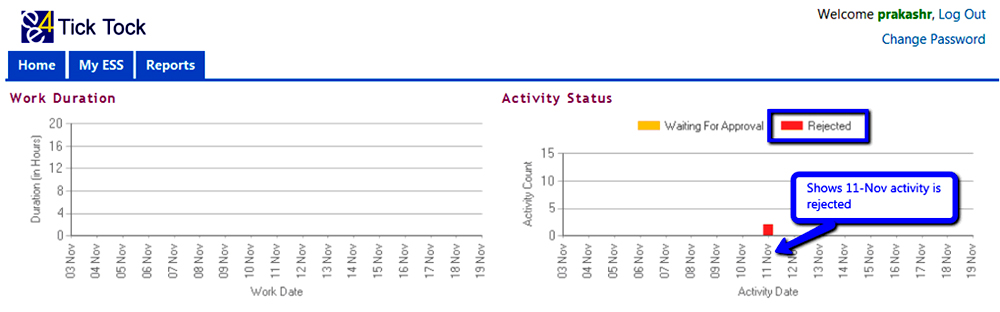 e4e Tick Tock
Welcome prakashr, Log Out
Change Password
Home My ESS Reports
Work Duration
20
16
12
8
4
0
Duration (in Hours)
03 Nov
04 Nov
05 Nov
06 Nov
07 Nov
08 Nov
09 Nov
10 Nov
11 Nov
12 Nov
13 Nov
14 Nov
15 Nov
16 Nov
17 Nov
18 Nov
19 Nov
Work Date
Activity Status
Waiting For Approval Rejected
15
10
5
0
Activity Count
Shows 11-Nov activity is
rejected
03 Nov
04 Nov
05 Nov
06 Nov
07 Nov
08 Nov
09 Nov
10 Nov
11 Nov
12 Nov
13 Nov
14 Nov
15 Nov
16 Nov
17 Nov
18 Nov
19 Nov
Activity Date